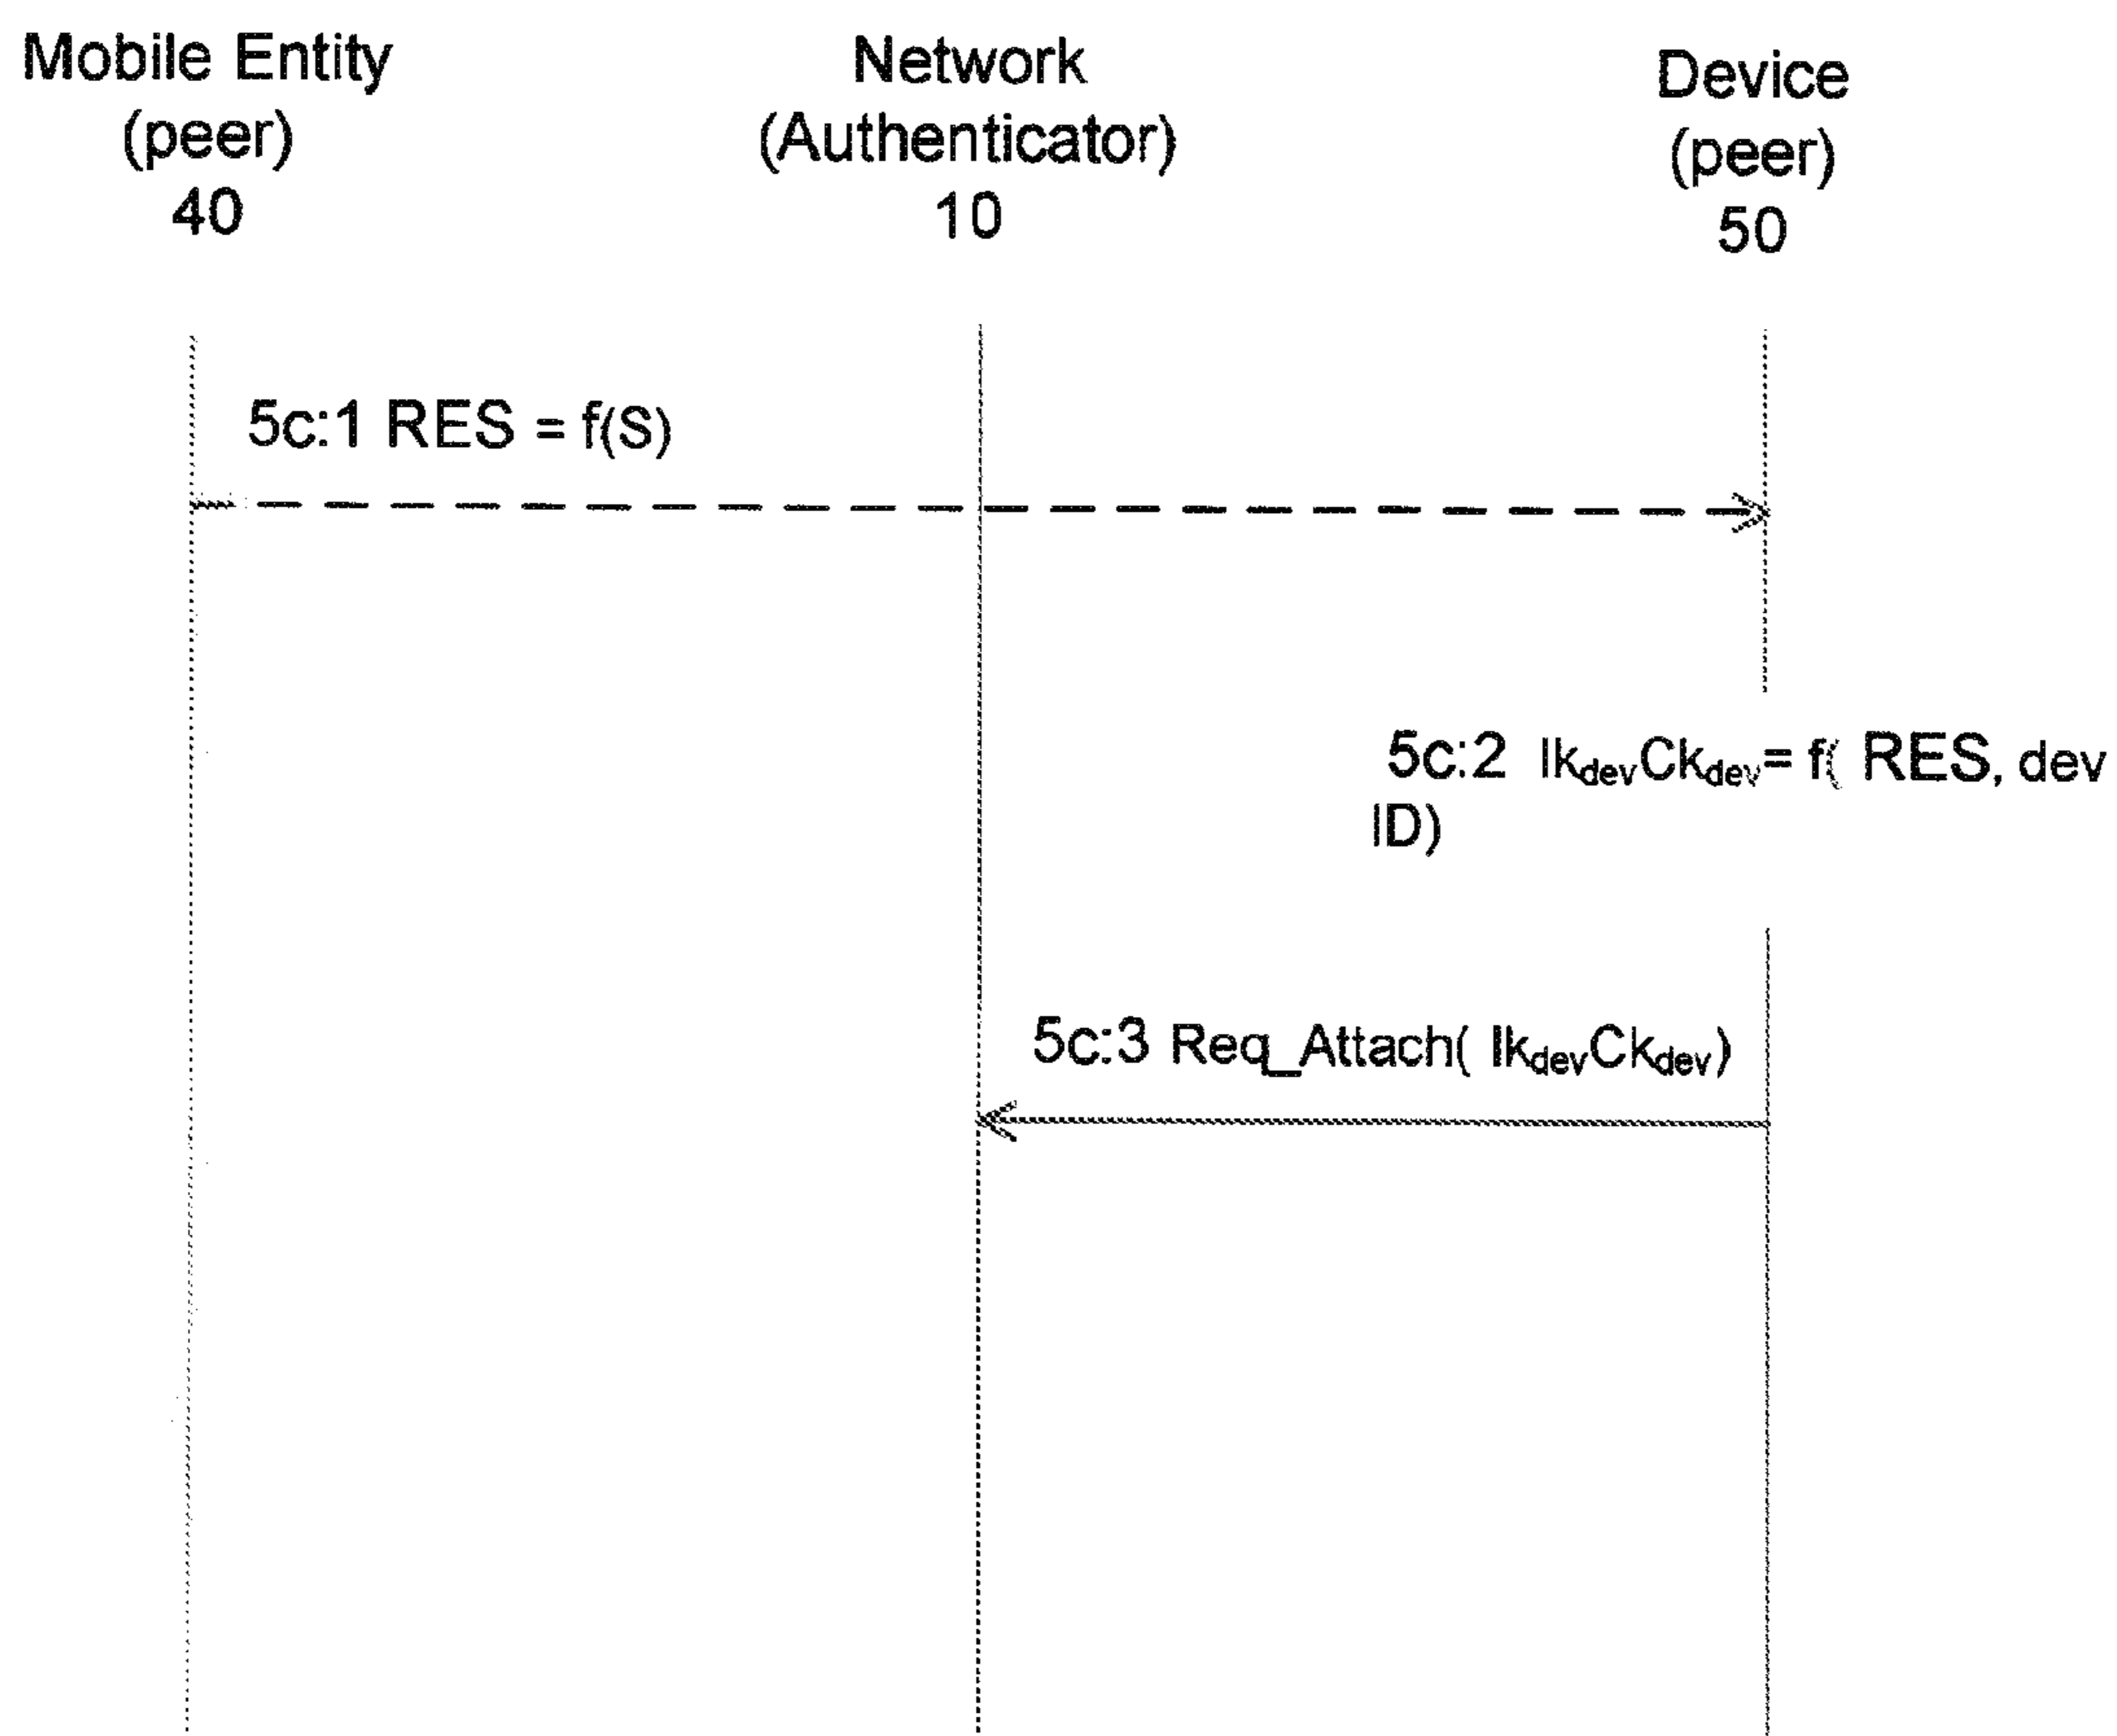 Mobile Entity
(peer)
40
Network
(Authenticator)
10
Device
(peer)
50
5c:1 RES = f(S)
5c:2 IkdevCkdev= f( RES, dev
ID)
5c:3 Req_Attach( IkdevCkdev)